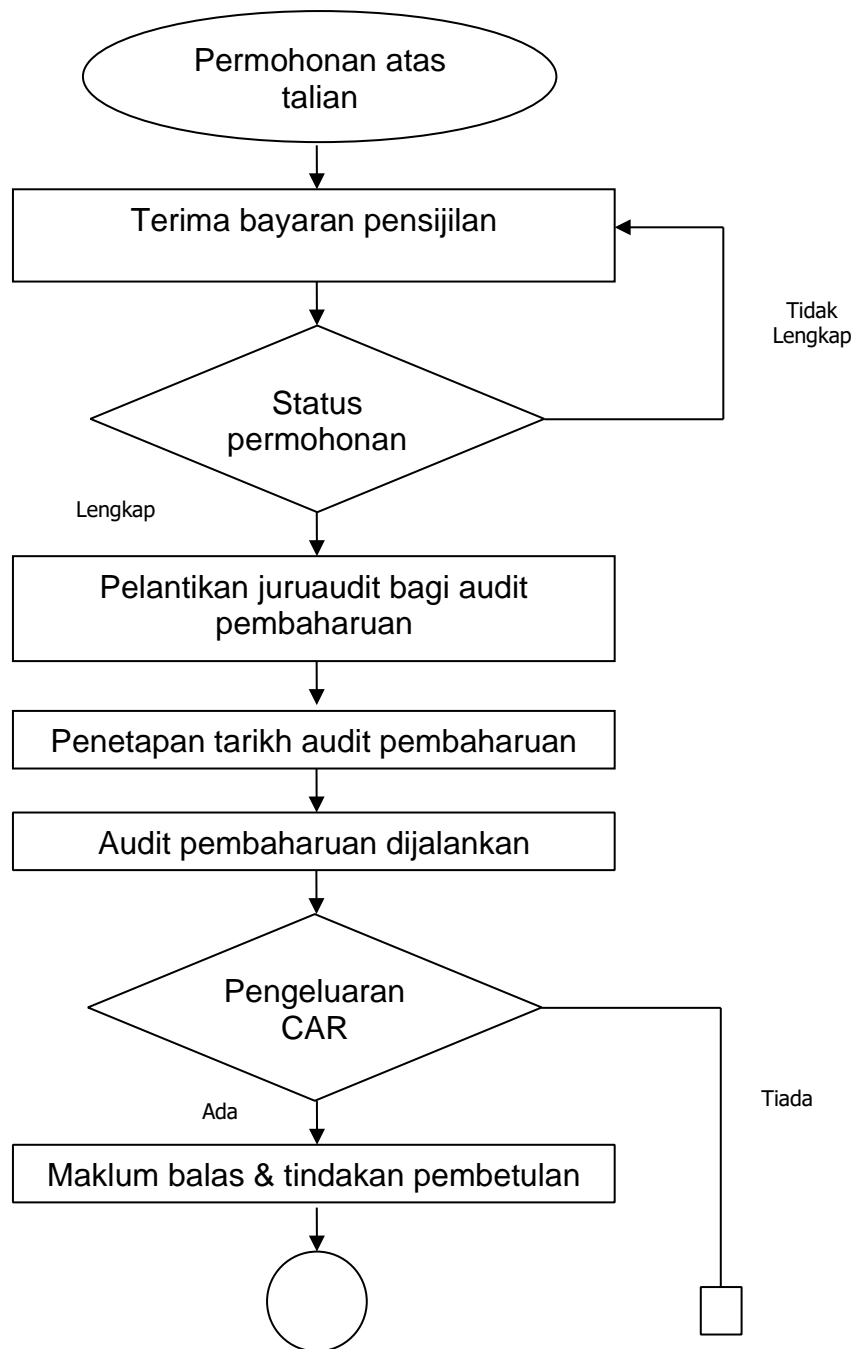 Permohonan atas
talian
Terima bayaran pensijilan
Tidak
Lengkap
Status
permohonan
Lengkap
Pelantikan juruaudit bagi audit
pembaharuan
Penetapan tarikh audit pembaharuan
Audit pembaharuan dijalankan
Pengeluaran
CAR
Tiada
Ada
Maklum balas & tindakan pembetulan